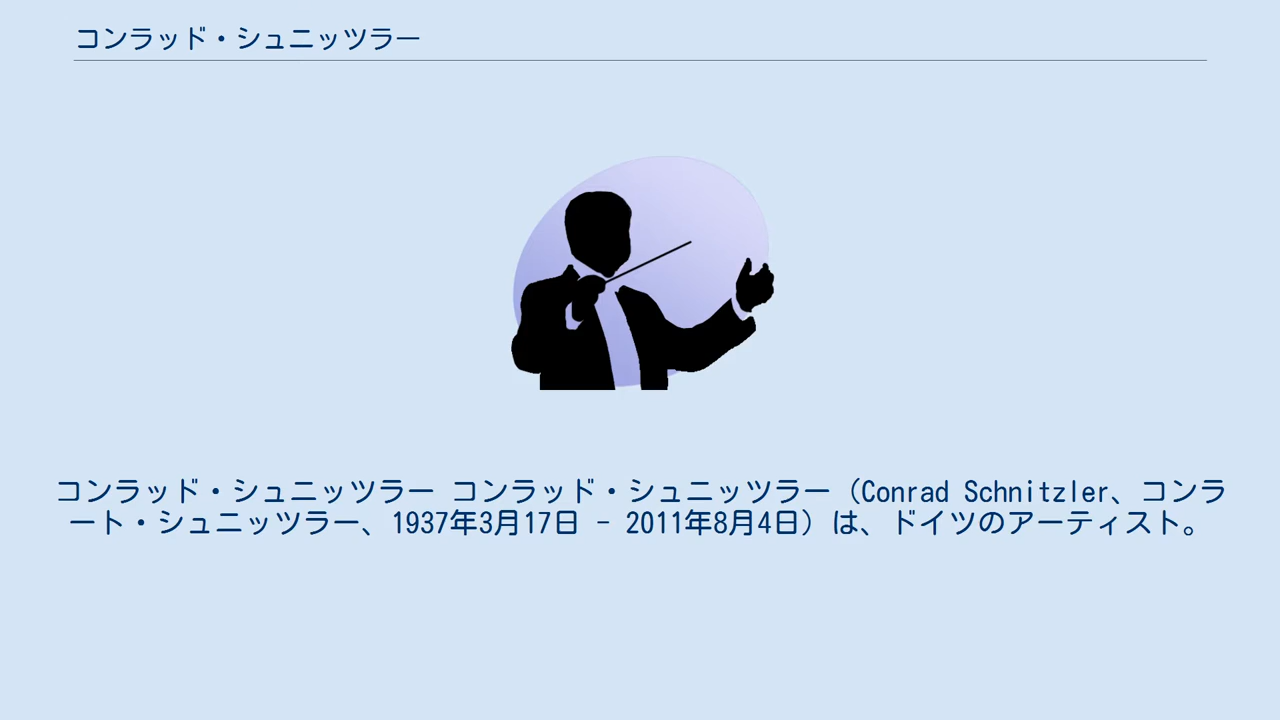 コンラッド・シュニッツラー
コンラッド・シュニッツラー コンラッド・シュニッツラー（Conrad Schnitzler、コンラ
ート・シュニッツラー、1937年3月17日 - 2011年8月4日）は、ドイツのアーティスト。